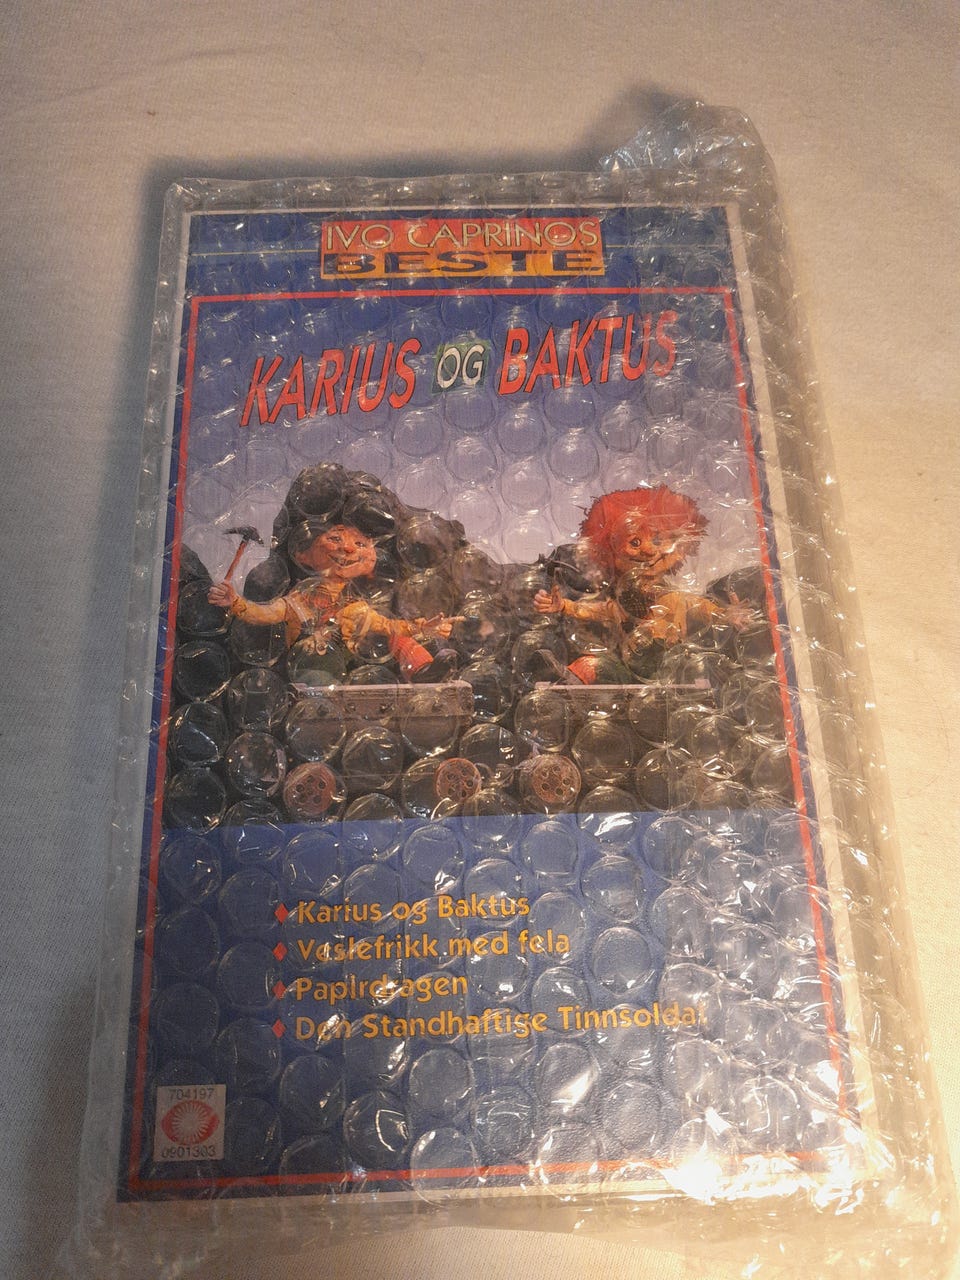 IVO CAPRINOS
BESTE
KARIUS OG BAKTUS
Karius og Baktus
Veslefrikk med fela
Papirdragen
Den Standhaftige Tinnsoldat
704197
0901303